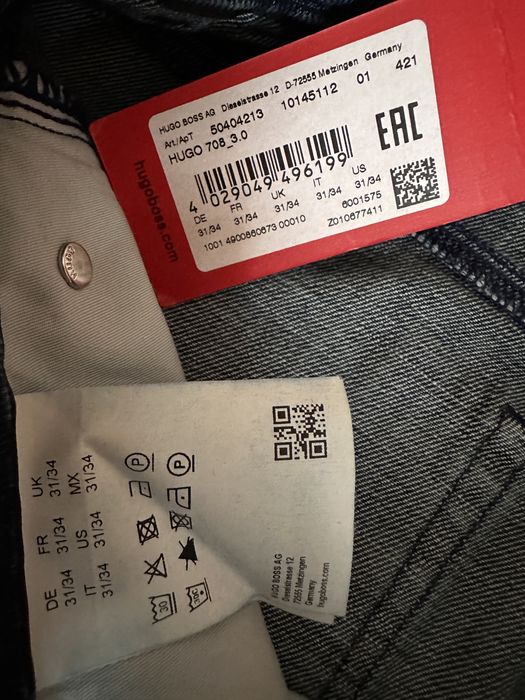 HUGO BOSS AG Dieselstrasse 12 D-72555 Metzingen Germany
Art./АрТ 50404213 10145112 01 421
HUGO 708_3.0
EAC
4 029049 496199
DE FR UK IT US
31/34 31/34 31/34 31/34 31/34
6001575
1001 4900860673 00010 Z010677411
hugoboss.com
DE FR UK
31/34 31/34 31/34
IT US MX
31/34 31/34 31/34
30
P
P
HUGO BOSS AG
Dieselstrasse 12
72555 Metzingen
Germany
hugoboss.com